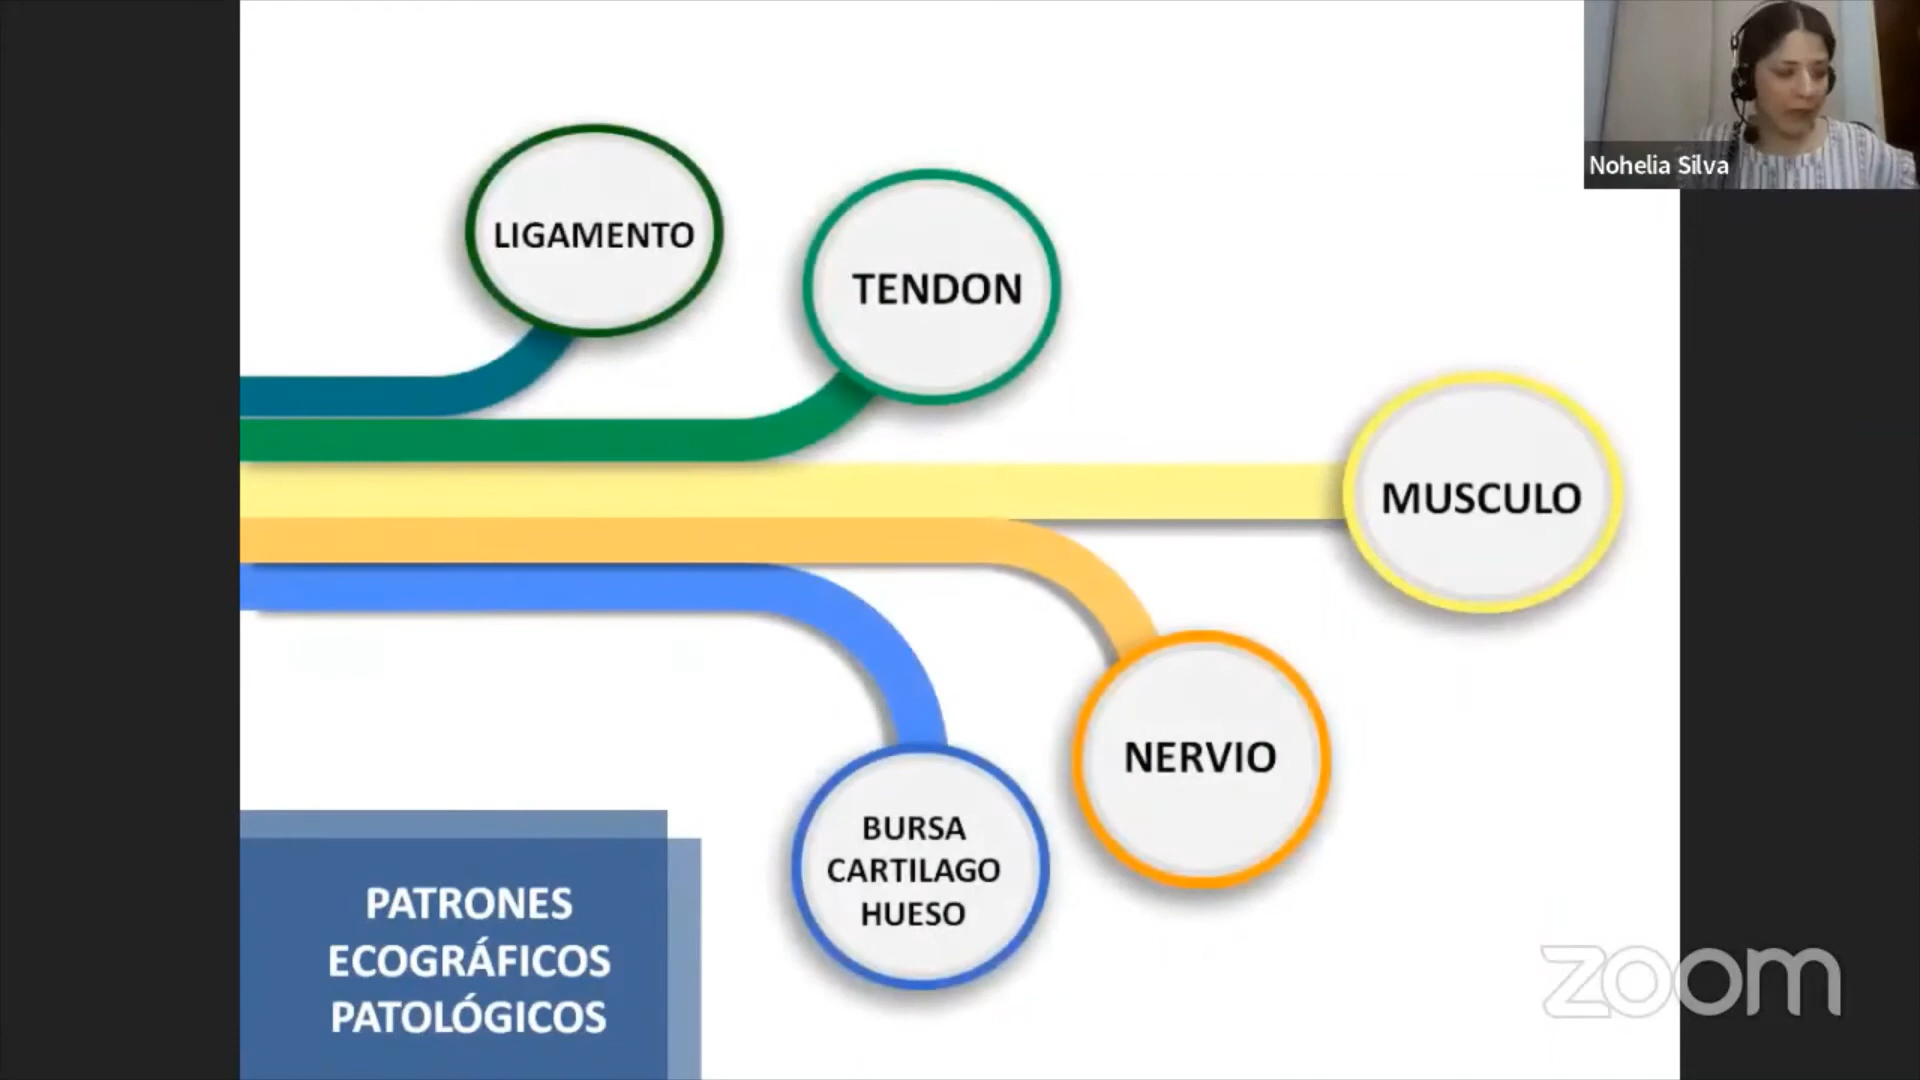 Nohelia Silva
LIGAMENTO
TENDON
MUSCULO
NERVIO
BURSA
CARTILAGO
HUESO
PATRONES
ECOGRÁFICOS
PATOLÓGICOS
zoom